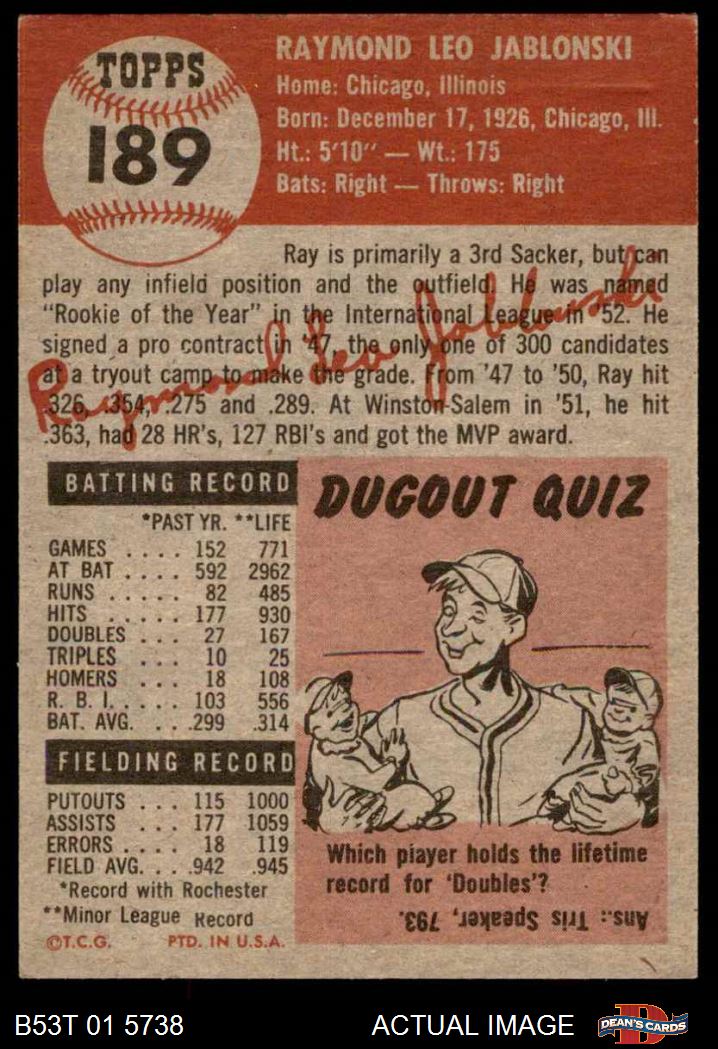 TOPPS
189
RAYMOND LEO JABLONSKI
Home: Chicago, Illinois
Born: December 17, 1926, Chicago, Ill.
Ht.: 5'10" — Wt.: 175
Bats: Right — Throws: Right
Ray is primarily a 3rd Sacker, but can
play any infield position and the outfield. He was named
"Rookie of the Year" in the International League in '52. He
signed a pro contract in '47, the only one of 300 candidates
at a tryout camp to make the grade. From '47 to '50, Ray hit
.326, .354, .275 and .289. At Winston-Salem in '51, he hit
.363, had 28 HR's, 127 RBI's and got the MVP award.
Raymond Leo Jablonski
BATTING RECORD
*PAST YR. **LIFE
GAMES .... 152 771
AT BAT .... 592 2962
RUNS ..... 82 485
HITS ..... 177 930
DOUBLES ... 27 167
TRIPLES ... 10 25
HOMERS ... 18 108
R. B. I. .... 103 556
BAT. AVG. ... .299 .314
FIELDING RECORD
PUTOUTS ... 115 1000
ASSISTS ... 177 1059
ERRORS .... 18 119
FIELD AVG. ... .942 .945
*Record with Rochester
**Minor League Record
©T.C.G. PTD. IN U.S.A.
DUGOUT QUIZ
Which player holds the lifetime
record for 'Doubles'?
Ans.: Tris Speaker, 793.
B53T 01 5738 ACTUAL IMAGE
D
DEAN'S CARDS